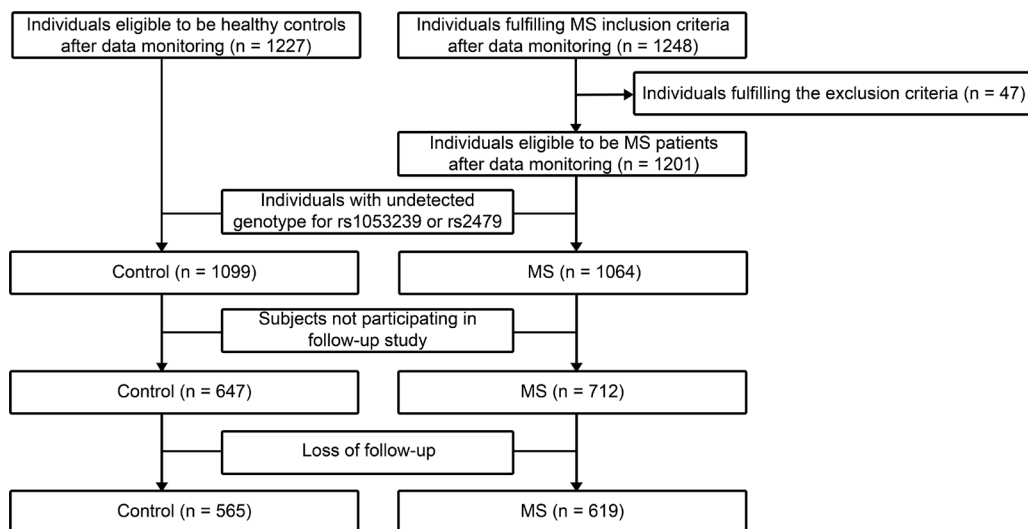 Individuals eligible to be healthy controls
after data monitoring (n = 1227)
Individuals fulfilling MS inclusion criteria
after data monitoring (n = 1248)
Individuals fulfilling the exclusion criteria (n = 47)
Individuals eligible to be MS patients
after data monitoring (n = 1201)
Individuals with undetected
genotype for rs1053239 or rs2479
Control (n = 1099)
MS (n = 1064)
Subjects not participating in
follow-up study
Control (n = 647)
MS (n = 712)
Loss of follow-up
Control (n = 565)
MS (n = 619)